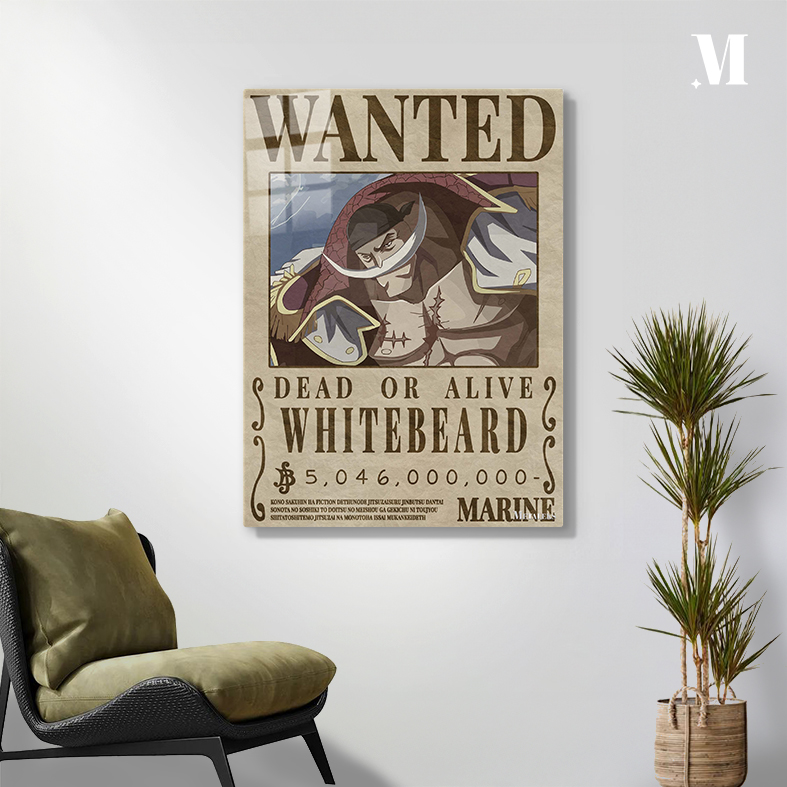 M
WANTED
DEAD OR ALIVE
WHITEBEARD
5,046,000,000-
KONO SAKUHIN HA FICTION DETSUNODE JITSUZAISURU JINBUTSU DANTAI
SONOTA NO SOSHIKI TO DOITSU NO MEISHOU GA GEKICHU NI TOUJYOU
SHITATOSHITEMO JITSUZAI NA MONOTOHA ISSAI MUKANKEIDETH
MARINE